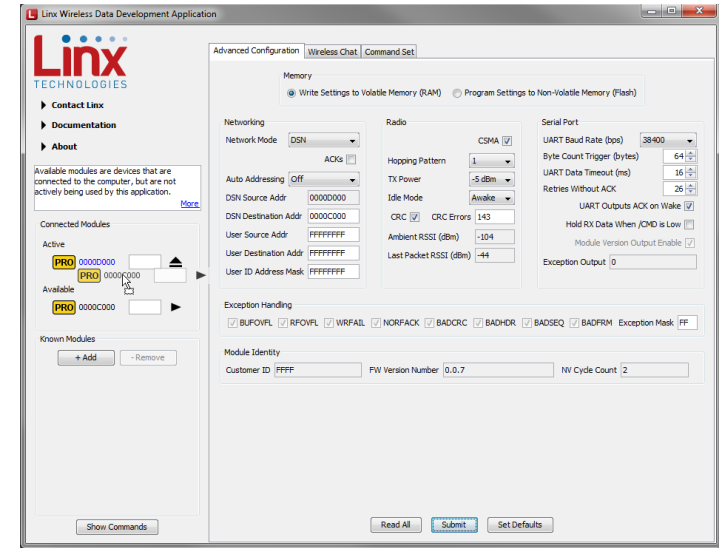 Linx Wireless Data Development Application
Linx
TECHNOLOGIES
Contact Linx
Documentation
About
Available modules are devices that are
connected to the computer, but are not
actively being used by this application.
More
Connected Modules
Active
PRO 0000D000
PRO 0000C000
Available
PRO 0000C000
Known Modules
+ Add - Remove
Show Commands
Advanced Configuration Wireless Chat Command Set
Memory
Write Settings to Volatile Memory (RAM) Program Settings to Non-Volatile Memory (Flash)
Networking
Network Mode DSN
ACKs
Auto Addressing Off
DSN Source Addr 0000D000
DSN Destination Addr 0000C000
User Source Addr FFFFFFFF
User Destination Addr FFFFFFFF
User ID Address Mask FFFFFFFF
Radio
CSMA
Hopping Pattern 1
TX Power -5 dBm
Idle Mode Awake
CRC CRC Errors 143
Ambient RSSI (dBm) -104
Last Packet RSSI (dBm) -44
Serial Port
UART Baud Rate (bps) 38400
Byte Count Trigger (bytes) 64
UART Data Timeout (ms) 16
Retries Without ACK 26
UART Outputs ACK on Wake
Hold RX Data When /CMD is Low
Module Version Output Enable
Exception Output 0
Exception Handling
BUFOVFL RFOVFL WRFAIL NORFACK BADCRC BADHDR BADSEQ BADFRM Exception Mask FF
Module Identity
Customer ID FFFF FW Version Number 0.0.7 NV Cycle Count 2
Read All Submit Set Defaults